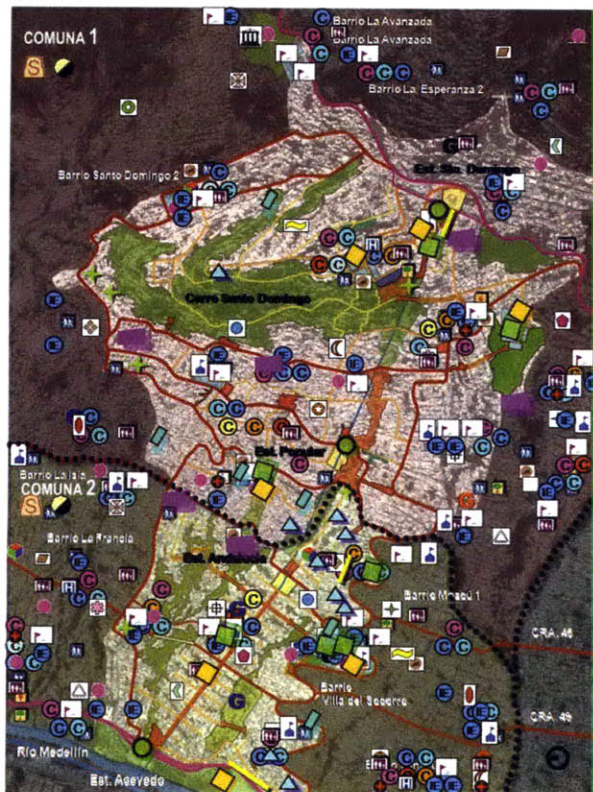 COMUNA 1
Barrio La Avanzada
Barrio La Avanzada
Barrio La Esperanza 2
Est. Sto. Domingo
Barrio Santo Domingo 2
Cerro Santo Domingo
Est. Popular
Barrio La Isla
COMUNA 2
Est. Andalucía
Barrio La Francia
Barrio Moscú 1
CRA. 46
Barrio
Villa del Socorro
CRA. 49
Río Medellín
Est. Acevedo